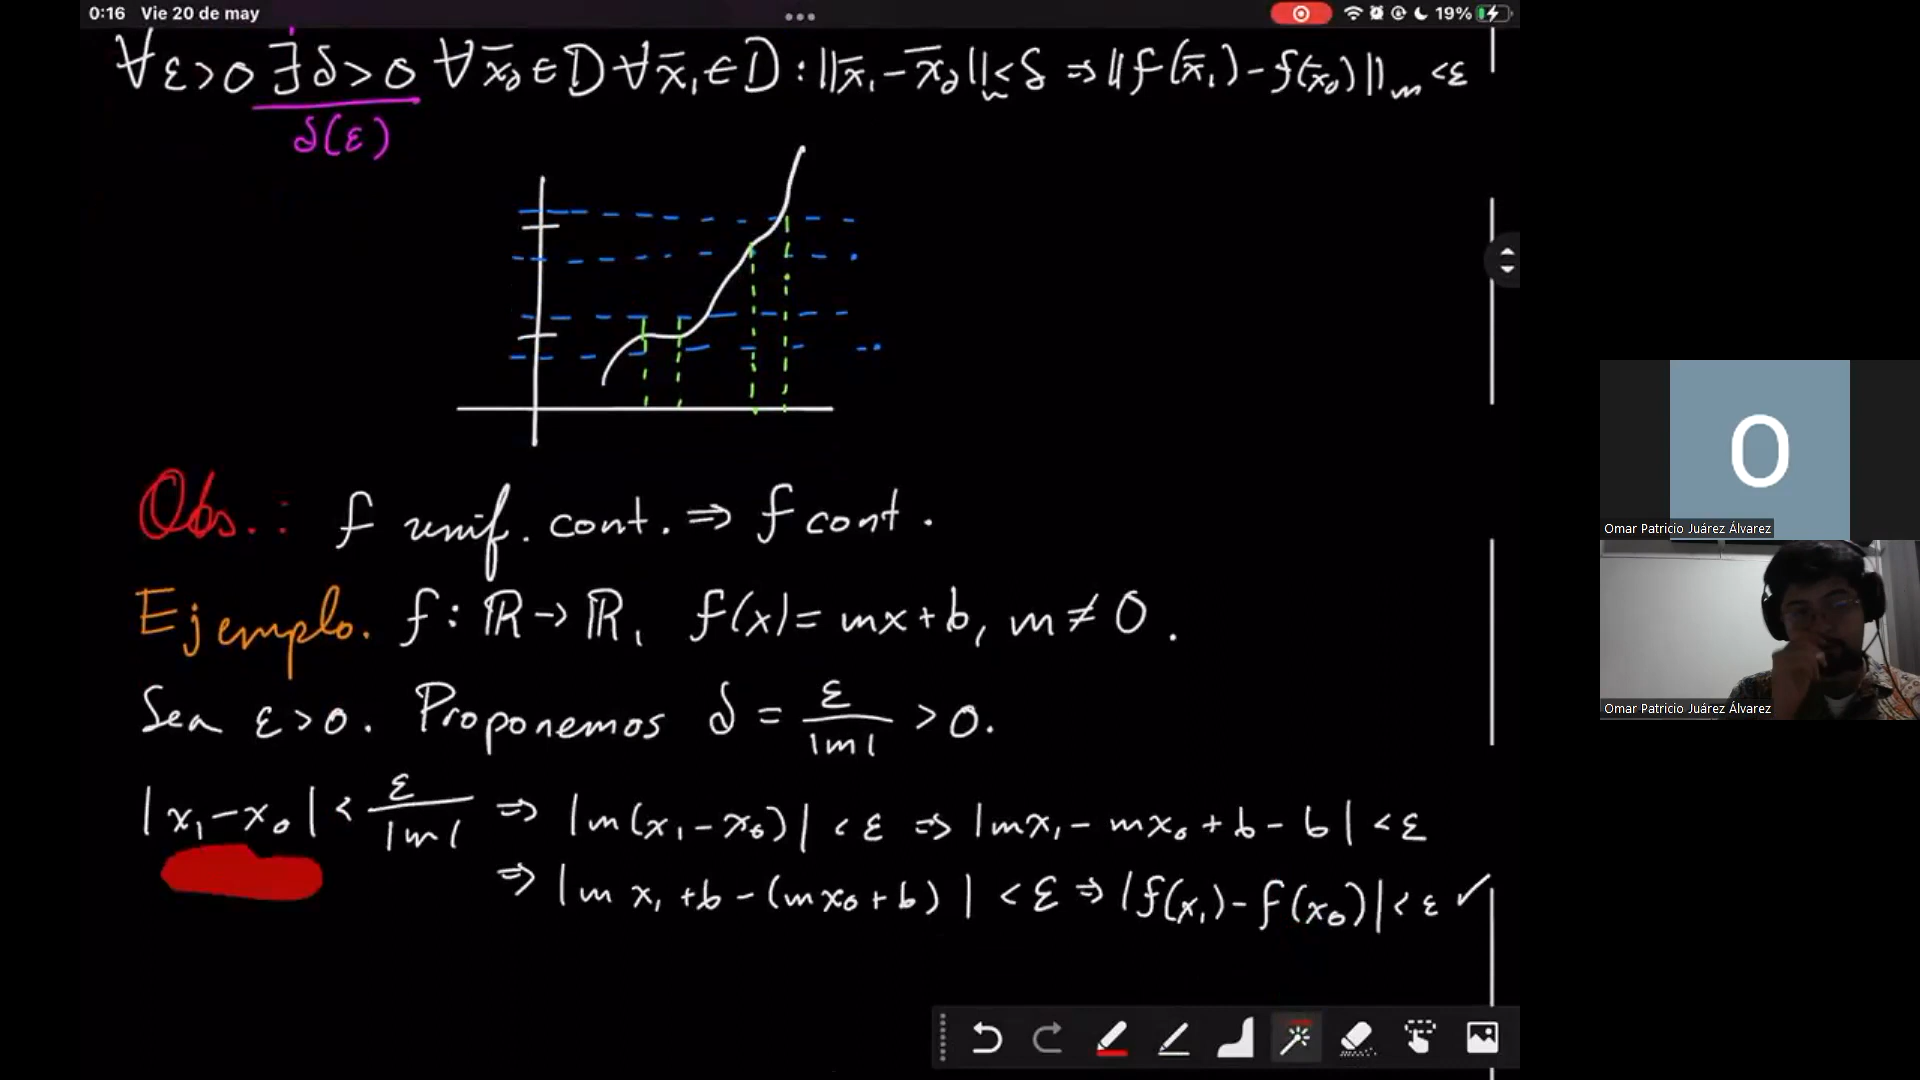 0:16 Vie 20 de may 19%
∀ ε > 0 ∃ δ > 0 ∀ x̄₀ ∈ D ∀ x̄₁ ∈ D : ||x̄₁ - x̄₀|| < δ ⇒ || f(x̄₁) - f(x̄₀) ||ₘ < ε
δ(ε)
Obs.: f unif. cont. ⇒ f cont.
Ejemplo. f: ℝ → ℝ, f(x) = mx + b, m ≠ 0.
Sea ε > 0. Proponemos δ = ε/|m| > 0.
|x₁ - x₀| < ε/|m| ⇒ |m(x₁ - x₀)| < ε ⇒ |mx₁ - mx₀ + b - b| < ε
⇒ |m x₁ + b - (mx₀ + b)| < ε ⇒ |f(x₁) - f(x₀)| < ε ✓
O
Omar Patricio Juárez Álvarez
Omar Patricio Juárez Álvarez